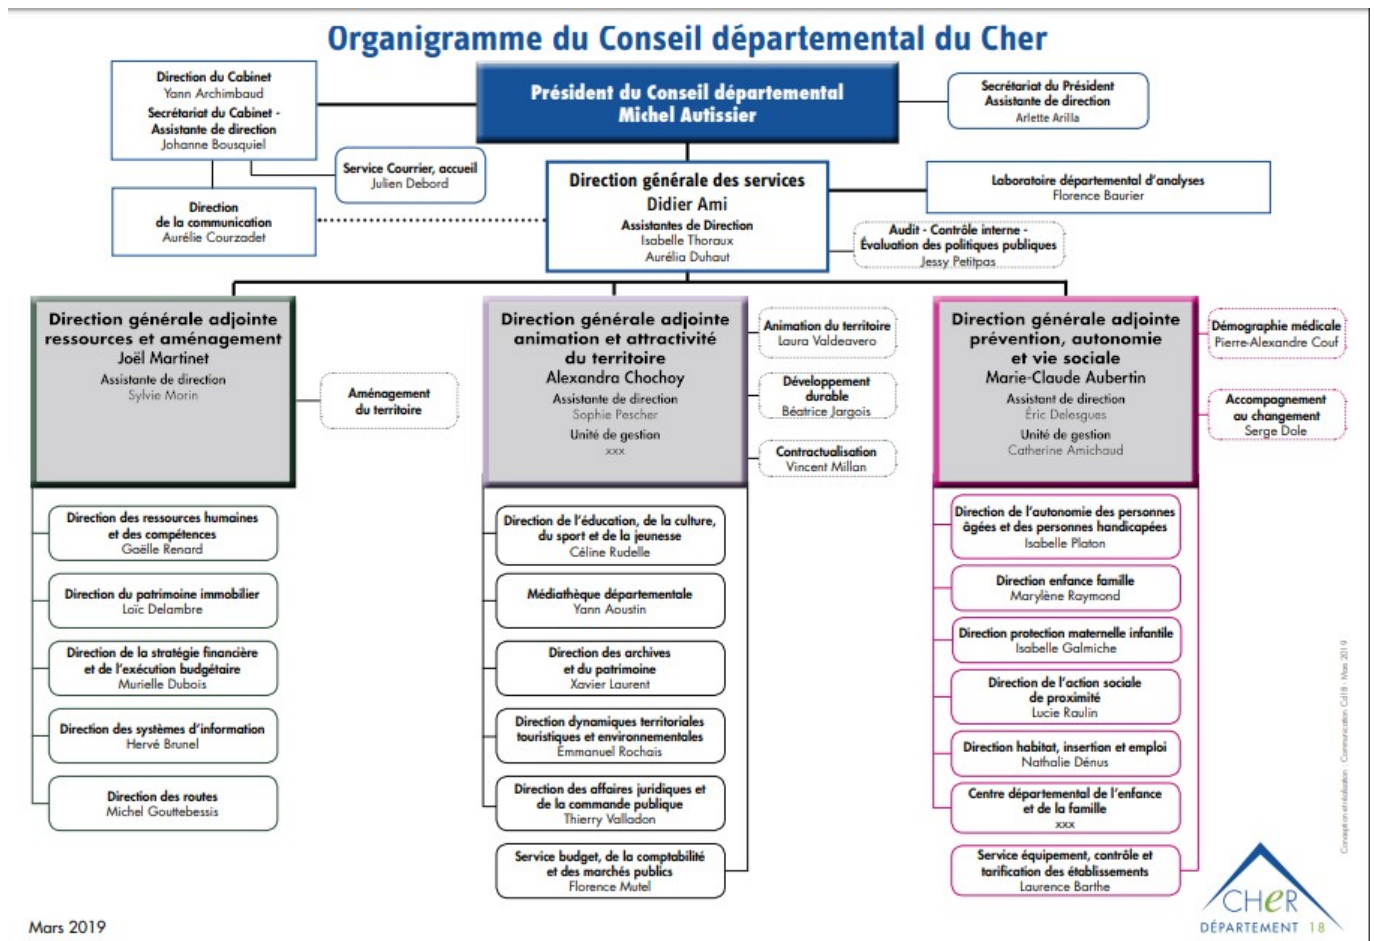 Organigramme du Conseil départemental du Cher
Direction du Cabinet
Yann Archimbaud
Secrétariat du Cabinet -
Assistante de direction
Johanne Bousquiel
Président du Conseil départemental
Michel Autissier
Secrétariat du Président
Assistante de direction
Arlette Arilla
Service Courrier, accueil
Julien Debord
Direction
de la communication
Aurélie Courzadet
Direction générale des services
Didier Ami
Assistantes de Direction
Isabelle Thoraux
Aurélia Duhaut
Laboratoire départemental d'analyses
Florence Baurier
Audit - Contrôle interne -
Évaluation des politiques publiques
Jessy Petitpas
Direction générale adjointe
ressources et aménagement
Joël Martinet
Assistante de direction
Sylvie Morin
Aménagement
du territoire
Direction des ressources humaines
et des compétences
Gaëlle Renard
Direction du patrimoine immobilier
Loïc Delambre
Direction de la stratégie financière
et de l'exécution budgétaire
Murielle Dubois
Direction des systèmes d'information
Hervé Brunel
Direction des routes
Michel Gouttebessis
Direction générale adjointe
animation et attractivité
du territoire
Alexandra Chochoy
Assistante de direction
Sophie Pescher
Unité de gestion
xxx
Animation du territoire
Laura Valdeavero
Développement
durable
Béatrice Jargois
Contractualisation
Vincent Millan
Direction de l'éducation, de la culture,
du sport et de la jeunesse
Céline Rudelle
Médiathèque départementale
Yann Aoustin
Direction des archives
et du patrimoine
Xavier Laurent
Direction dynamiques territoriales
touristiques et environnementales
Emmanuel Rochais
Direction des affaires juridiques et
de la commande publique
Thierry Valladon
Service budget, de la comptabilité
et des marchés publics
Florence Mutel
Direction générale adjointe
prévention, autonomie
et vie sociale
Marie-Claude Aubertin
Assistant de direction
Éric Delesgues
Unité de gestion
Catherine Amichaud
Démographie médicale
Pierre-Alexandre Couf
Accompagnement
au changement
Serge Dole
Direction de l'autonomie des personnes
âgées et des personnes handicapées
Isabelle Platon
Direction enfance famille
Marylène Raymond
Direction protection maternelle infantile
Isabelle Galmiche
Direction de l'action sociale
de proximité
Lucie Raulin
Direction habitat, insertion et emploi
Nathalie Dénus
Centre départemental de l'enfance
et de la famille
xxx
Service équipement, contrôle et
tarification des établissements
Laurence Barthe
Conception et réalisation - Communication Cd18 - Mars 2019
CHeR
DÉPARTEMENT 18
Mars 2019